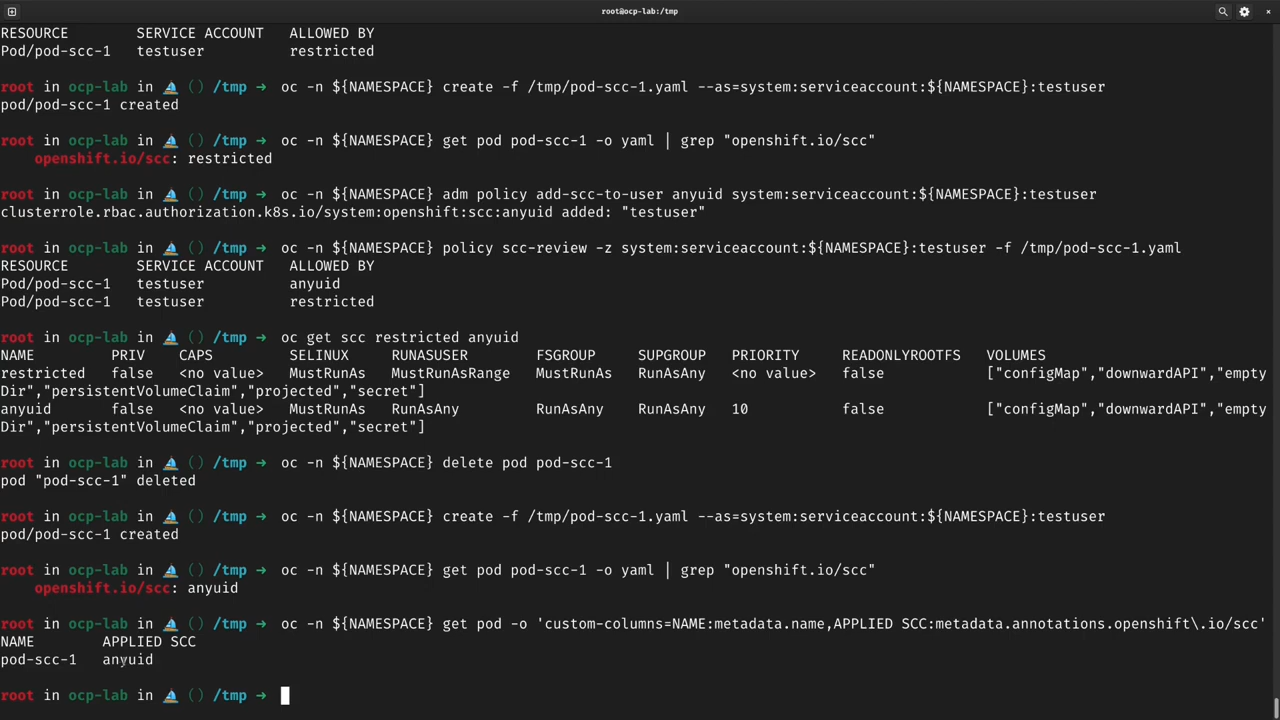 root@ocp-lab:/tmp
RESOURCE SERVICE ACCOUNT ALLOWED BY
Pod/pod-scc-1 testuser restricted
root in ocp-lab in ⛵ () /tmp → oc -n ${NAMESPACE} create -f /tmp/pod-scc-1.yaml --as=system:serviceaccount:${NAMESPACE}:testuser
pod/pod-scc-1 created
root in ocp-lab in ⛵ () /tmp → oc -n ${NAMESPACE} get pod pod-scc-1 -o yaml | grep "openshift.io/scc"
openshift.io/scc: restricted
root in ocp-lab in ⛵ () /tmp → oc -n ${NAMESPACE} adm policy add-scc-to-user anyuid system:serviceaccount:${NAMESPACE}:testuser
clusterrole.rbac.authorization.k8s.io/system:openshift:scc:anyuid added: "testuser"
root in ocp-lab in ⛵ () /tmp → oc -n ${NAMESPACE} policy scc-review -z system:serviceaccount:${NAMESPACE}:testuser -f /tmp/pod-scc-1.yaml
RESOURCE SERVICE ACCOUNT ALLOWED BY
Pod/pod-scc-1 testuser anyuid
Pod/pod-scc-1 testuser restricted
root in ocp-lab in ⛵ () /tmp → oc get scc restricted anyuid
NAME PRIV CAPS SELINUX RUNASUSER FSGROUP SUPGROUP PRIORITY READONLYROOTFS VOLUMES
restricted false <no value> MustRunAs MustRunAsRange MustRunAs RunAsAny <no value> false ["configMap","downwardAPI","empty
Dir","persistentVolumeClaim","projected","secret"]
anyuid false <no value> MustRunAs RunAsAny RunAsAny RunAsAny 10 false ["configMap","downwardAPI","empty
Dir","persistentVolumeClaim","projected","secret"]
root in ocp-lab in ⛵ () /tmp → oc -n ${NAMESPACE} delete pod pod-scc-1
pod "pod-scc-1" deleted
root in ocp-lab in ⛵ () /tmp → oc -n ${NAMESPACE} create -f /tmp/pod-scc-1.yaml --as=system:serviceaccount:${NAMESPACE}:testuser
pod/pod-scc-1 created
root in ocp-lab in ⛵ () /tmp → oc -n ${NAMESPACE} get pod pod-scc-1 -o yaml | grep "openshift.io/scc"
openshift.io/scc: anyuid
root in ocp-lab in ⛵ () /tmp → oc -n ${NAMESPACE} get pod -o 'custom-columns=NAME:metadata.name,APPLIED SCC:metadata.annotations.openshift\.io/scc'
NAME APPLIED SCC
pod-scc-1 anyuid
root in ocp-lab in ⛵ () /tmp →